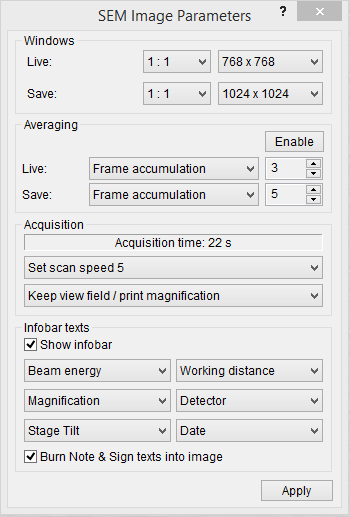 SEM Image Parameters ? ×
Windows
Live: 1 : 1 768 x 768
Save: 1 : 1 1024 x 1024
Averaging
Enable
Live: Frame accumulation 3
Save: Frame accumulation 5
Acquisition
Acquisition time: 22 s
Set scan speed 5
Keep view field / print magnification
Infobar texts
Show infobar
Beam energy Working distance
Magnification Detector
Stage Tilt Date
Burn Note & Sign texts into image
Apply